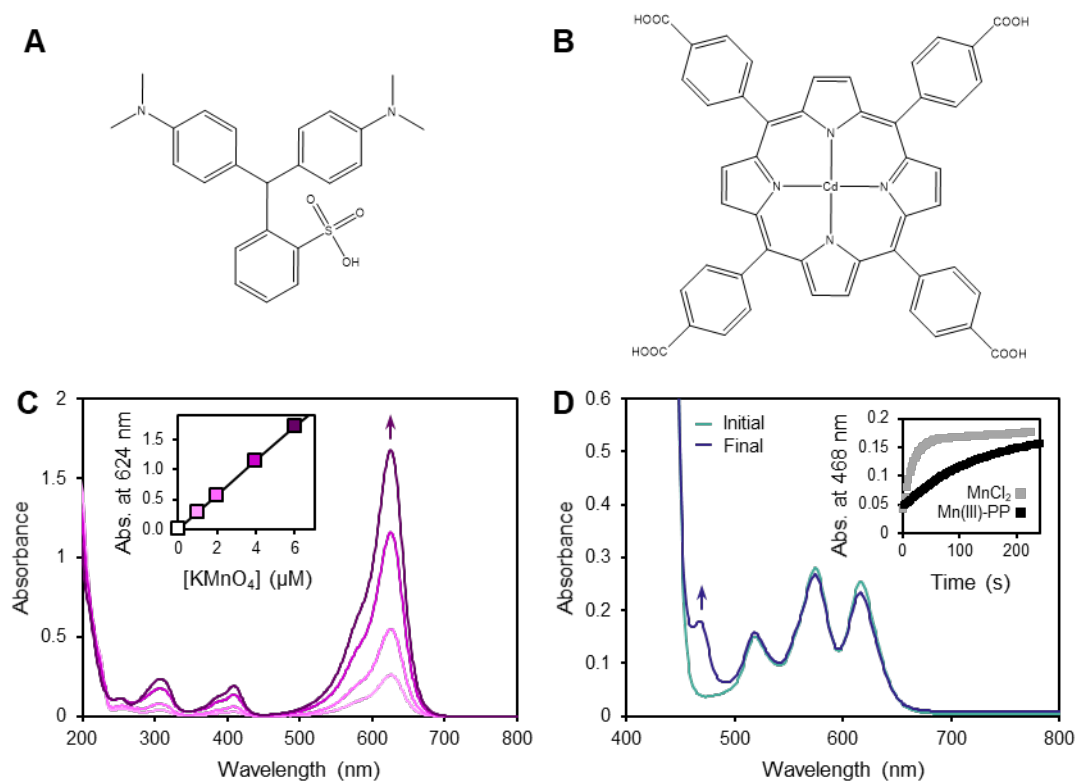 A
N
N
O
O
S
OH
B
HOOC
COOH
N
N
Cd
N
N
HOOC
COOH
C
2
1.5
1
0.5
0
Absorbance
200 300 400 500 600 700 800
Wavelength (nm)
Abs. at 624 nm
1.5
1.0
0.5
0.0
0 2 4 6
[KMnO₄] (µM)
D
0.6
0.5
0.4
0.3
0.2
0.1
0
Absorbance
400 500 600 700 800
Wavelength (nm)
Initial
Final
Abs. at 468 nm
0.2
0.15
0.1
0.05
0
MnCl₂
Mn(III)-PP
0 100 200
Time (s)